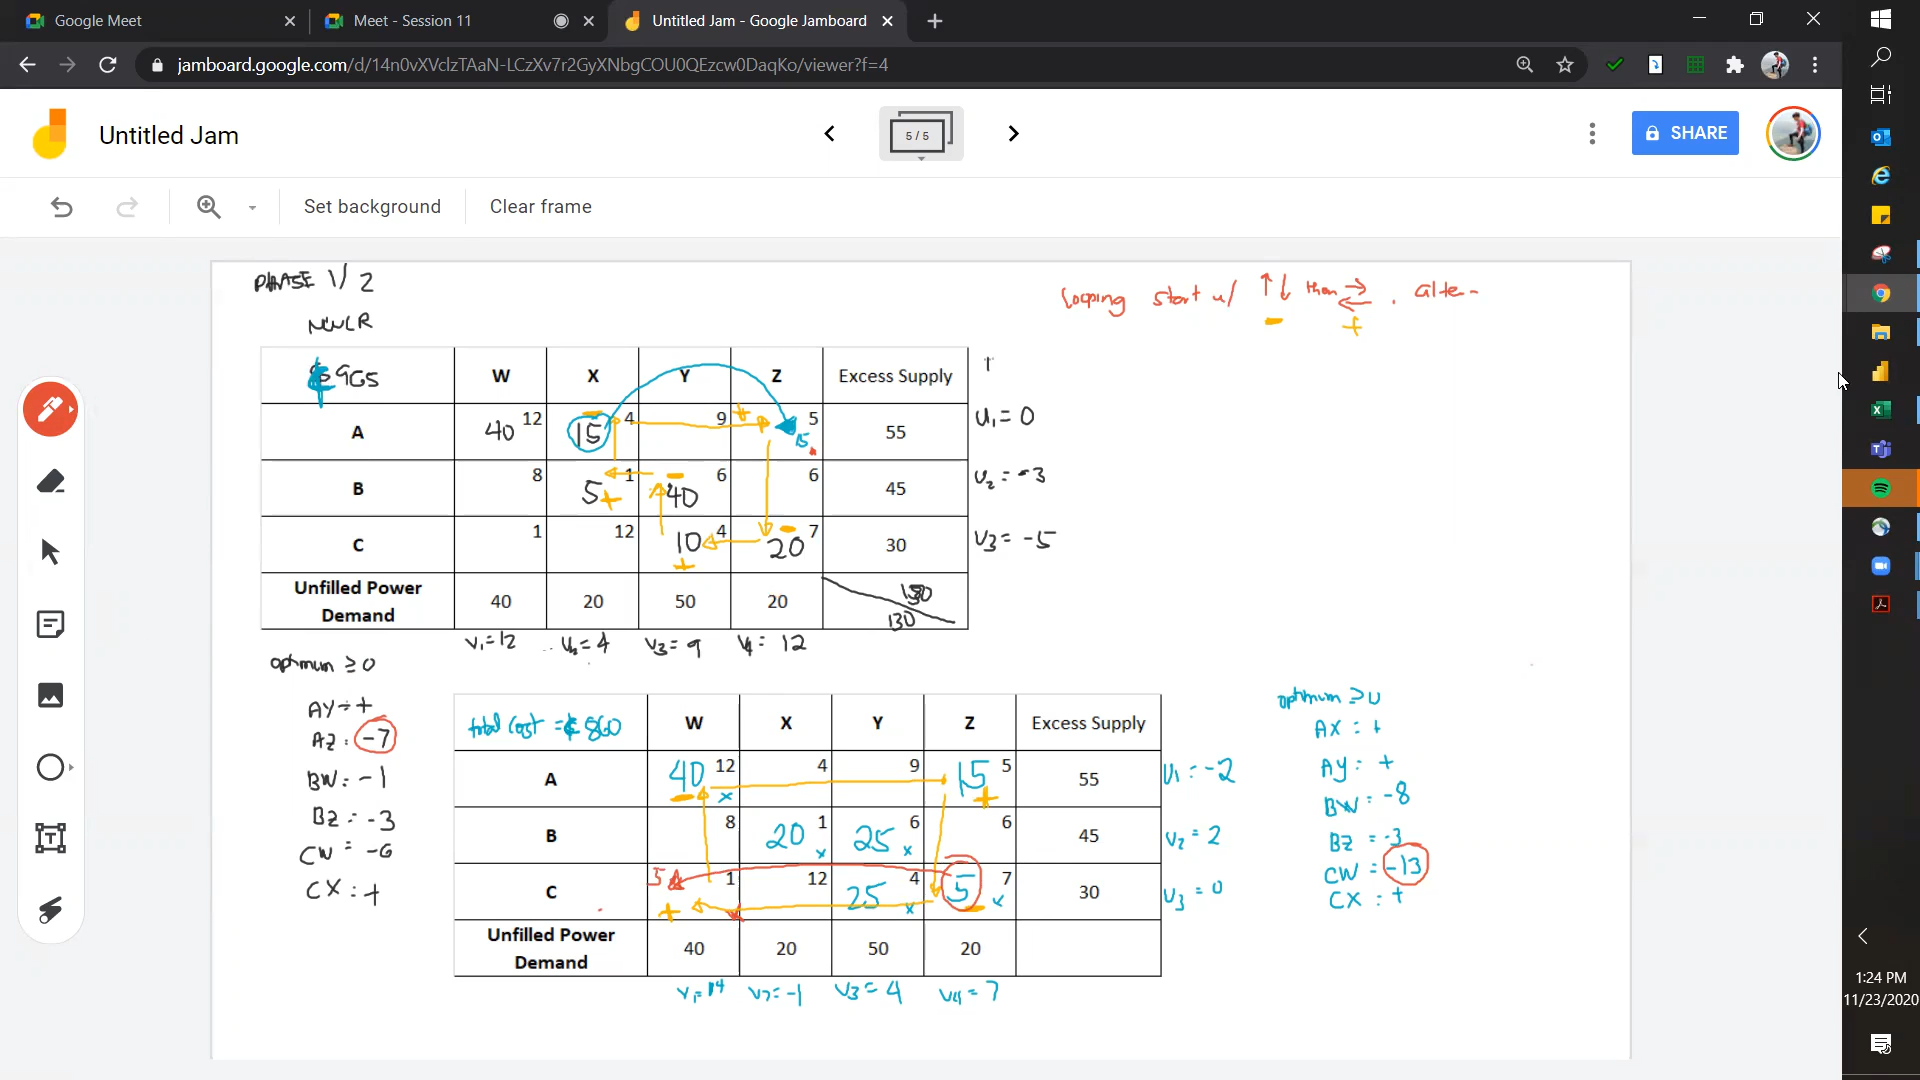 Google Meet
Meet - Session 11
Untitled Jam - Google Jamboard
jamboard.google.com/d/14n0vXVclzTAaN-LCzXv7r2GyXNbgCOU0QEzcw0DaqKo/viewer?f=4
Untitled Jam
5 / 5
SHARE
Set background
Clear frame
PHASE 1/2
NWCR
looping start w/ ↑↓ then → ← . alte-
- +
¢ 965 W X Y Z Excess Supply
A 40 12 15 4 9 15 5 55 U₁ = 0
B 8 5 1 40 6 6 45 U₂ = -3
C 1 12 10 4 20 7 30 U3 = -5
Unfilled Power Demand 40 20 50 20 130 130
V₁=12 V₂=4 V3=9 V4=12
optimum ≥ 0
AY = +
AZ : -7
BW: -1
BZ : -3
CW = -6
CX : +
total cost = ¢ 860 W X Y Z Excess Supply
A 40 12 4 9 15 5 55 U₁ = -2
B 8 20 1 25 6 6 45 U₂ = 2
C 5 1 12 25 4 5 7 30 U3 = 0
Unfilled Power Demand 40 20 50 20
V₁=14 V2=-1 V3=4 V4=7
optimum ≥ 0
AX : +
AY = +
BW = -8
BZ = -3
CW = -13
CX : +
1:24 PM
11/23/2020